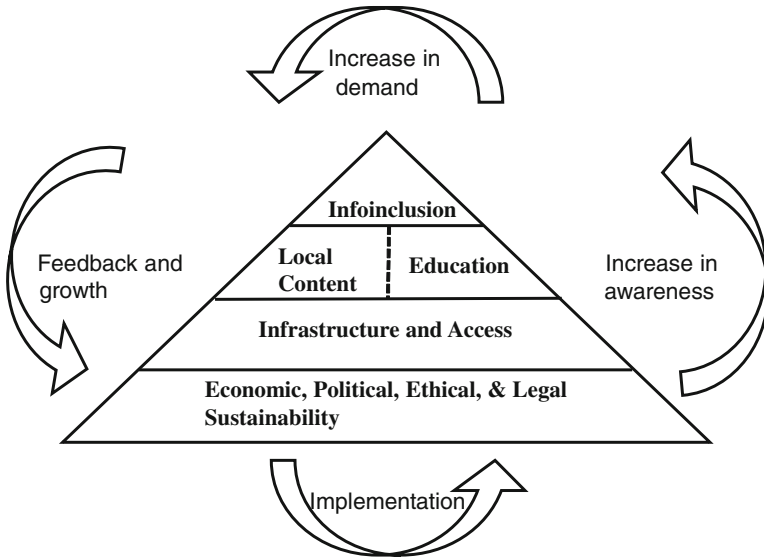 Increase in
demand
Infoinclusion
Local
Content
Education
Feedback and
growth
Increase in
awareness
Infrastructure and Access
Economic, Political, Ethical, & Legal
Sustainability
Implementation